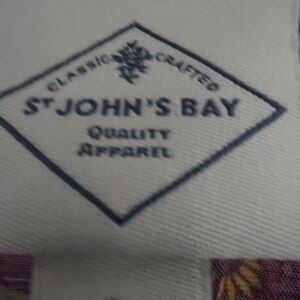 CLASSIC CRAFTED
ST JOHN'S BAY
QUALITY
APPAREL